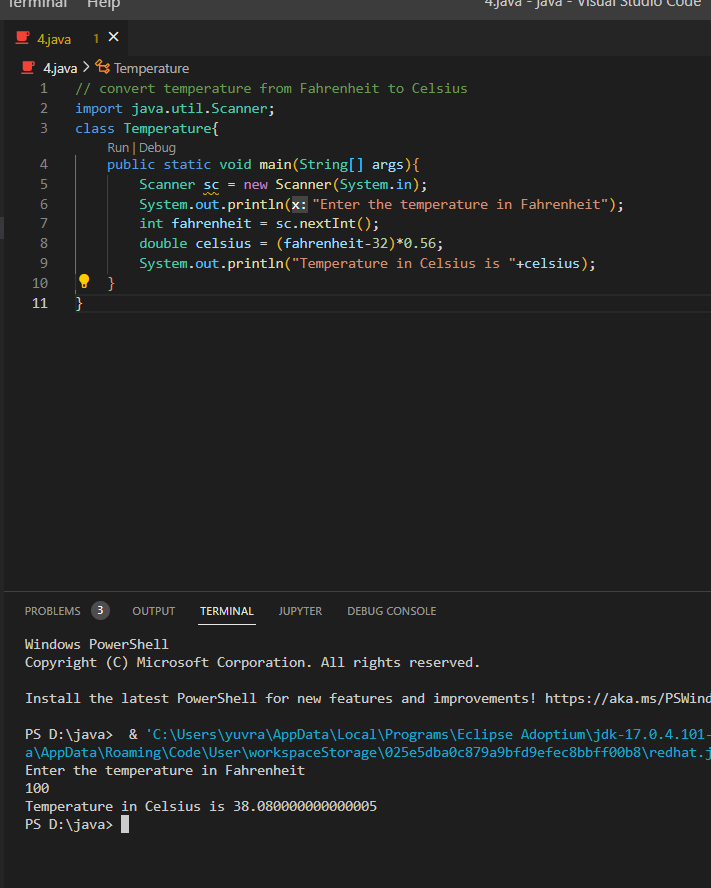 Terminal Help 4.java - java - Visual Studio Code
4.java 1
4.java > Temperature
1 // convert temperature from Fahrenheit to Celsius
2 import java.util.Scanner;
3 class Temperature{
Run | Debug
4 public static void main(String[] args){
5 Scanner sc = new Scanner(System.in);
6 System.out.println(x: "Enter the temperature in Fahrenheit");
7 int fahrenheit = sc.nextInt();
8 double celsius = (fahrenheit-32)*0.56;
9 System.out.println("Temperature in Celsius is "+celsius);
10 }
11 }
PROBLEMS 3 OUTPUT TERMINAL JUPYTER DEBUG CONSOLE
Windows PowerShell
Copyright (C) Microsoft Corporation. All rights reserved.
Install the latest PowerShell for new features and improvements! https://aka.ms/PSWind
PS D:\java> & 'C:\Users\yuvra\AppData\Local\Programs\Eclipse Adoptium\jdk-17.0.4.101-
a\AppData\Roaming\Code\User\workspaceStorage\025e5dba0c879a9bfd9efec8bbff00b8\redhat.j
Enter the temperature in Fahrenheit
100
Temperature in Celsius is 38.080000000000005
PS D:\java>